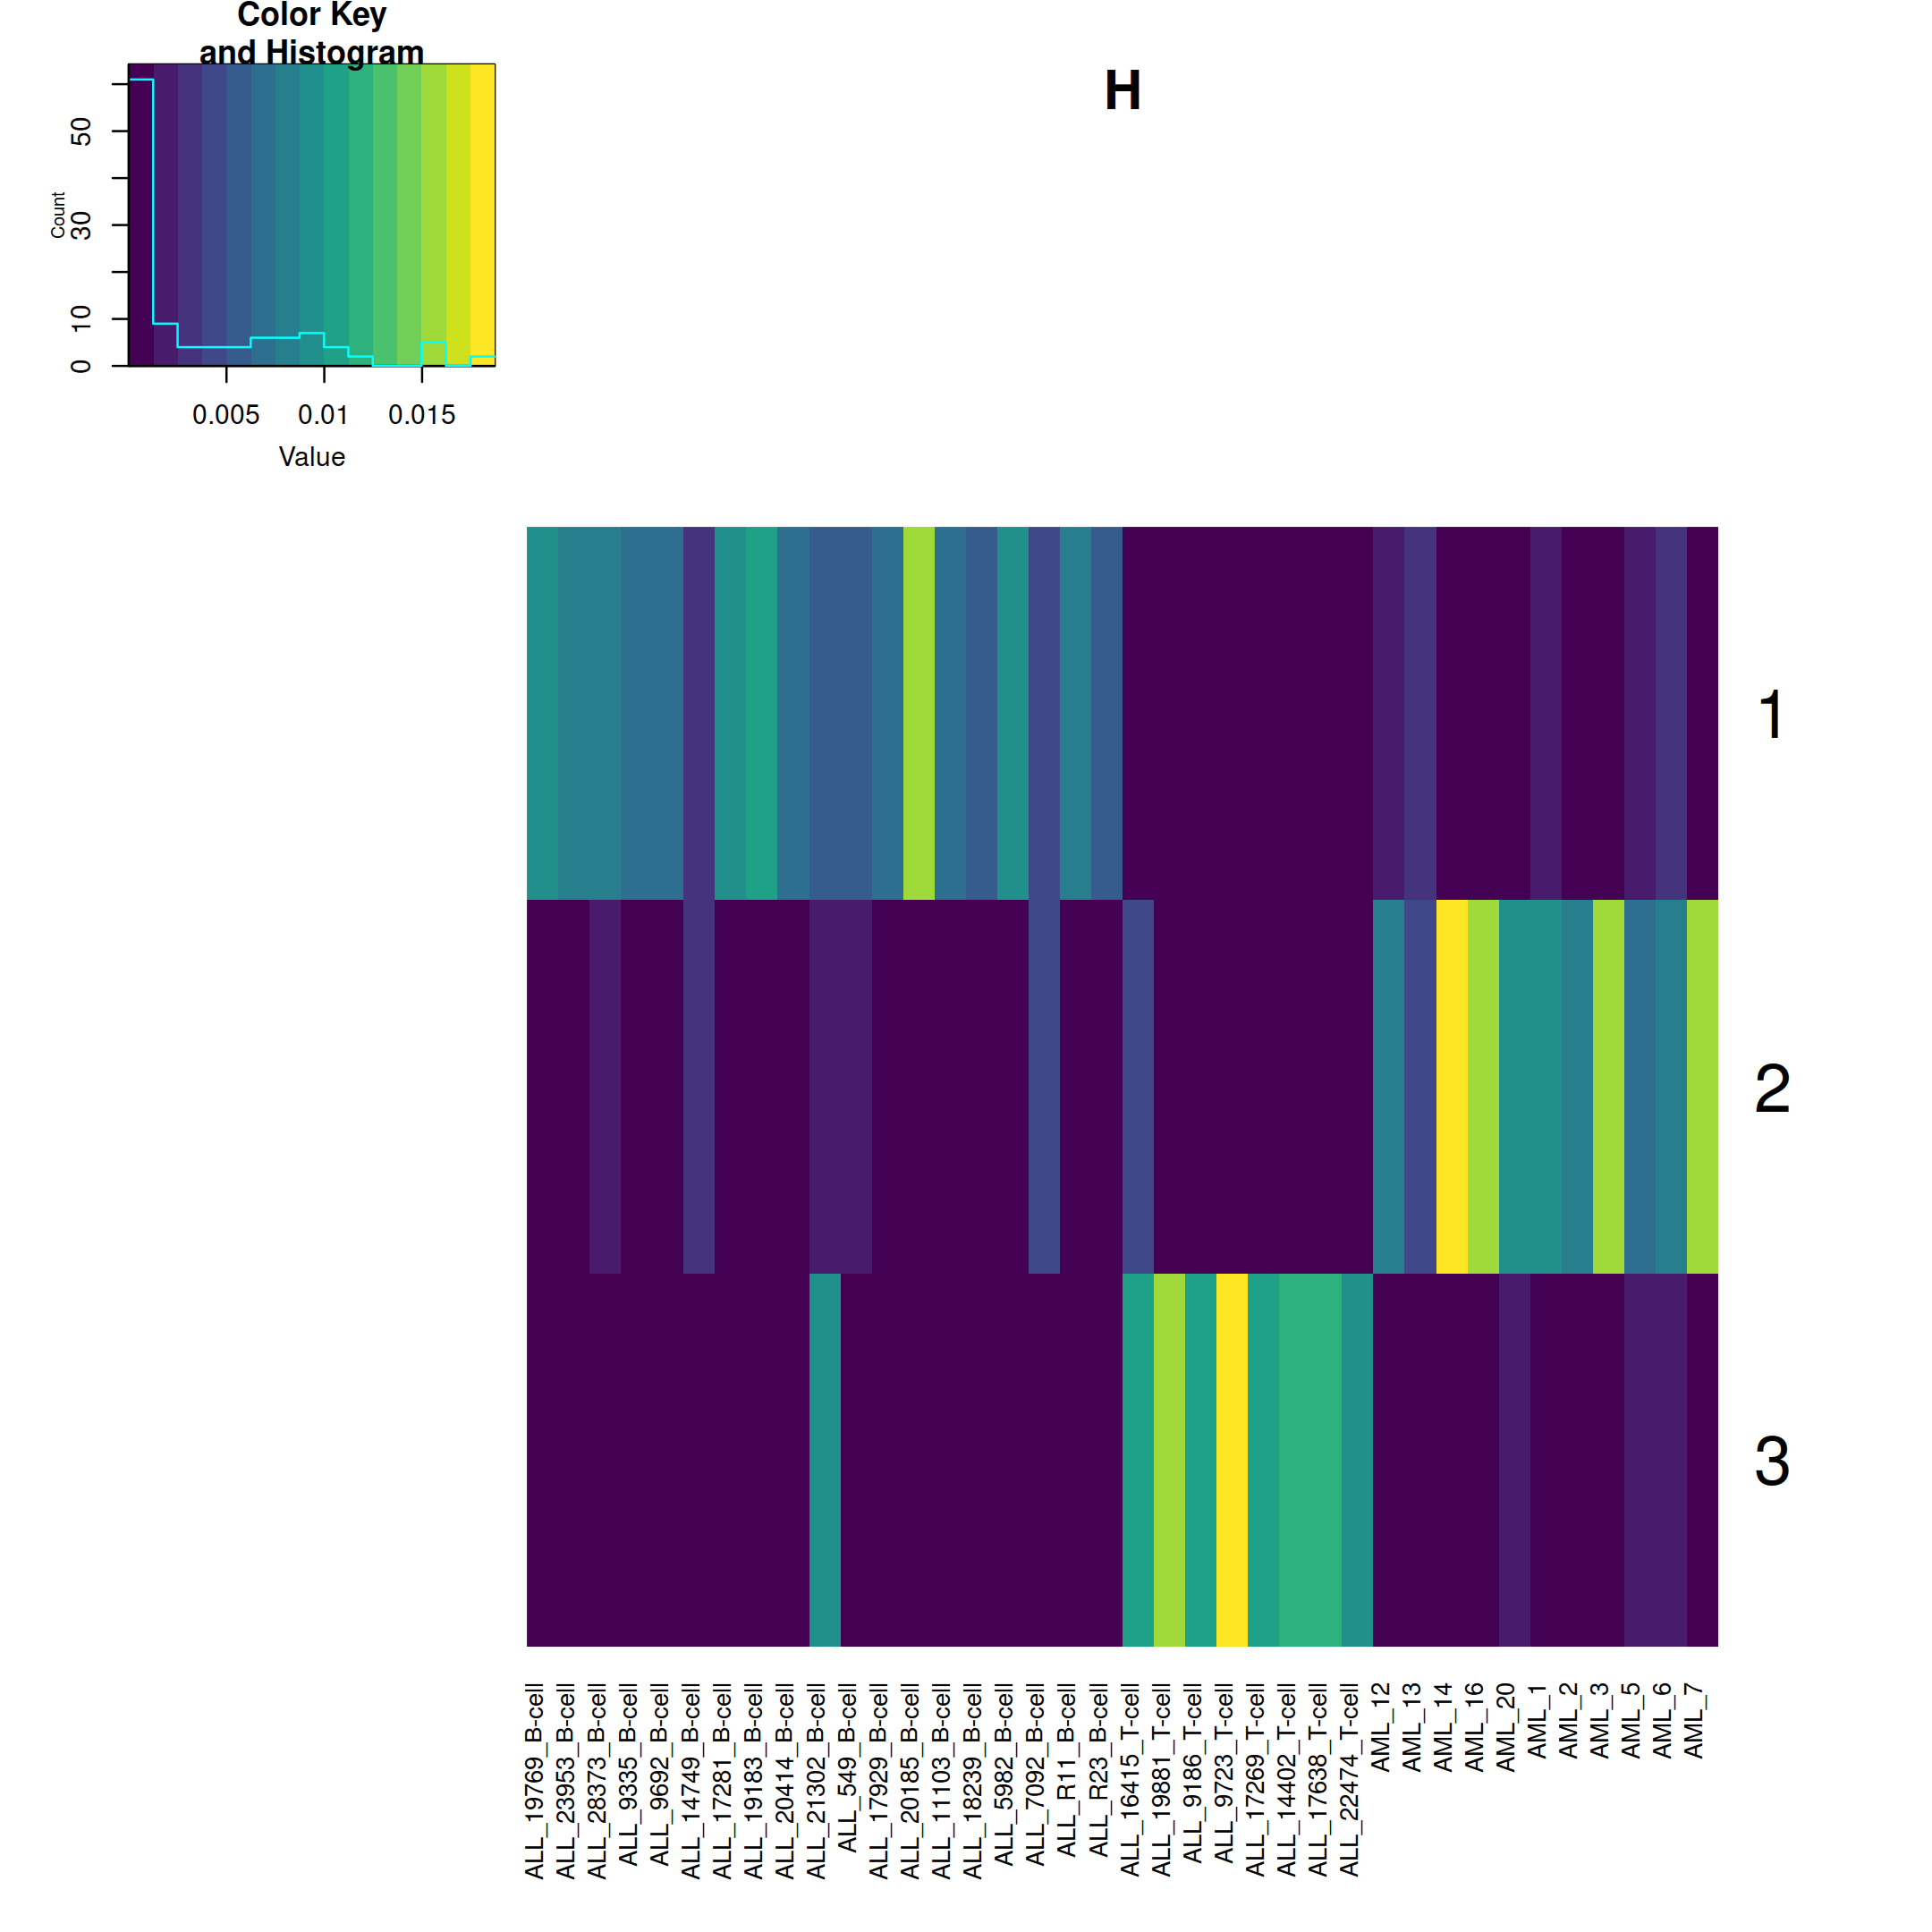 Color Key
and Histogram
H
Count
0
10
30
50
0.005 0.01 0.015
Value
1
2
3
ALL_19769_B-cell
ALL_23953_B-cell
ALL_28373_B-cell
ALL_9335_B-cell
ALL_9692_B-cell
ALL_14749_B-cell
ALL_17281_B-cell
ALL_19183_B-cell
ALL_20414_B-cell
ALL_21302_B-cell
ALL_549_B-cell
ALL_17929_B-cell
ALL_20185_B-cell
ALL_11103_B-cell
ALL_18239_B-cell
ALL_5982_B-cell
ALL_7092_B-cell
ALL_R11_B-cell
ALL_R23_B-cell
ALL_16415_T-cell
ALL_19881_T-cell
ALL_9186_T-cell
ALL_9723_T-cell
ALL_17269_T-cell
ALL_14402_T-cell
ALL_17638_T-cell
ALL_22474_T-cell
AML_12
AML_13
AML_14
AML_16
AML_20
AML_1
AML_2
AML_3
AML_5
AML_6
AML_7